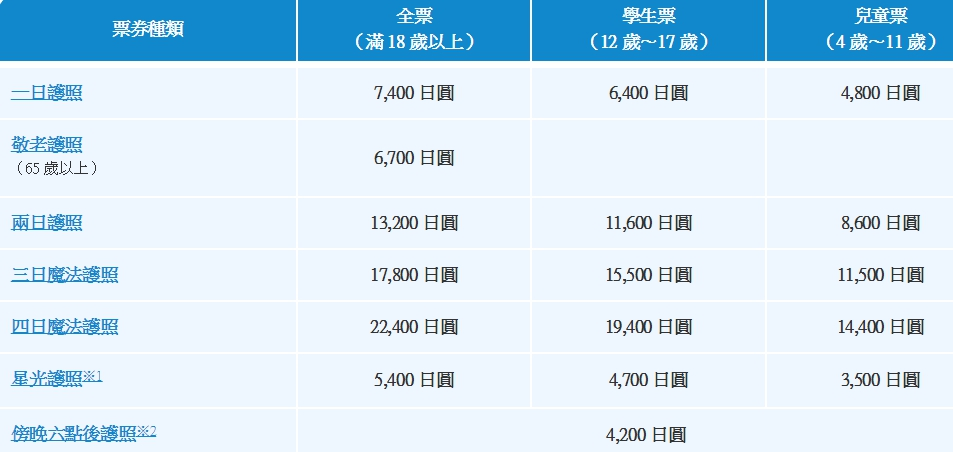 票券種類 全票 學生票 兒童票
（滿 18 歲以上） （12 歲～17 歲） （4 歲～11 歲）
一日護照 7,400 日圓 6,400 日圓 4,800 日圓
敬老護照
（65 歲以上） 6,700 日圓
兩日護照 13,200 日圓 11,600 日圓 8,600 日圓
三日魔法護照 17,800 日圓 15,500 日圓 11,500 日圓
四日魔法護照 22,400 日圓 19,400 日圓 14,400 日圓
星光護照※1 5,400 日圓 4,700 日圓 3,500 日圓
傍晚六點後護照※2 4,200 日圓